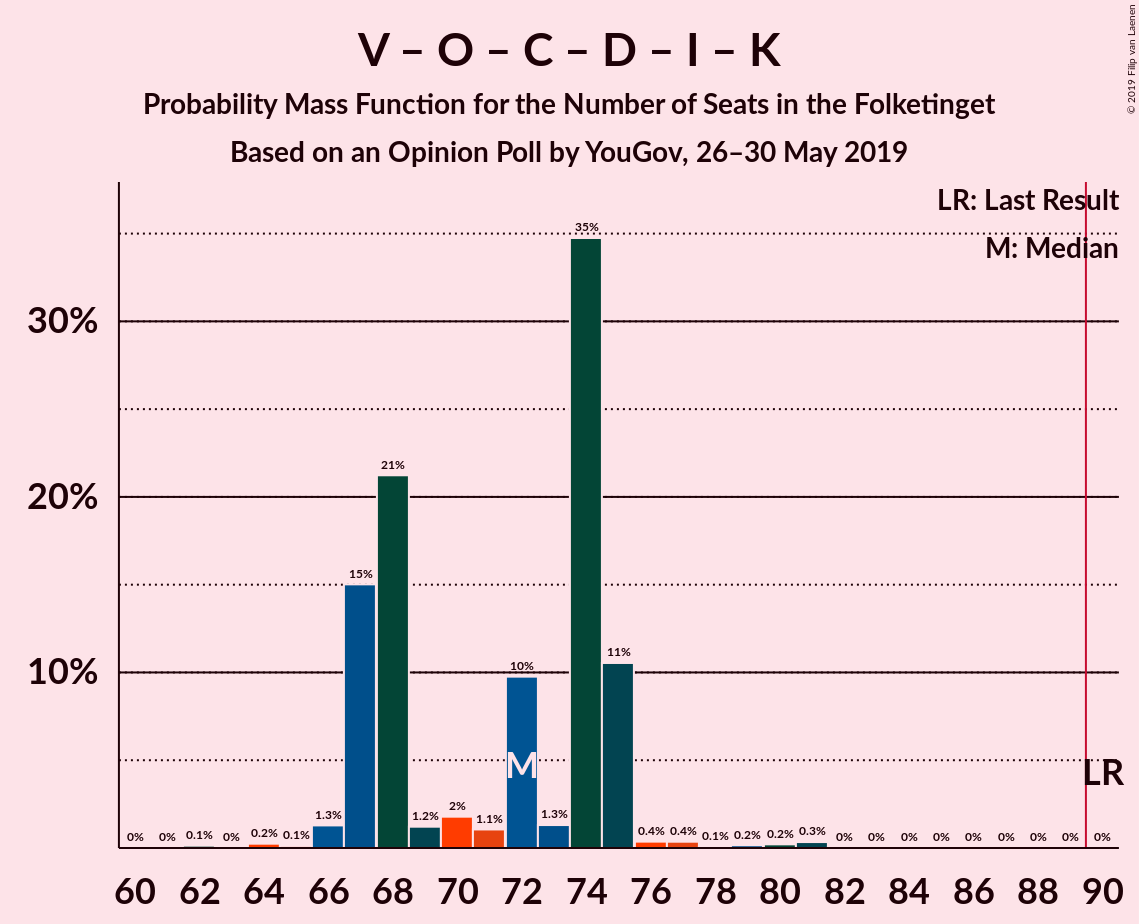 V – O – C – D – I – K
Probability Mass Function for the Number of Seats in the Folketinget
Based on an Opinion Poll by YouGov, 26–30 May 2019
© 2019 Filip van Laenen
LR: Last Result
M: Median
30%
20%
10%
0% 0% 0.1% 0% 0.2% 0.1% 1.3% 15% 21% 1.2% 2% 1.1% 10% 1.3% 35% 11% 0.4% 0.4% 0.1% 0.2% 0.2% 0.3% 0% 0% 0% 0% 0% 0% 0% 0% 0%
M
LR
60 62 64 66 68 70 72 74 76 78 80 82 84 86 88 90